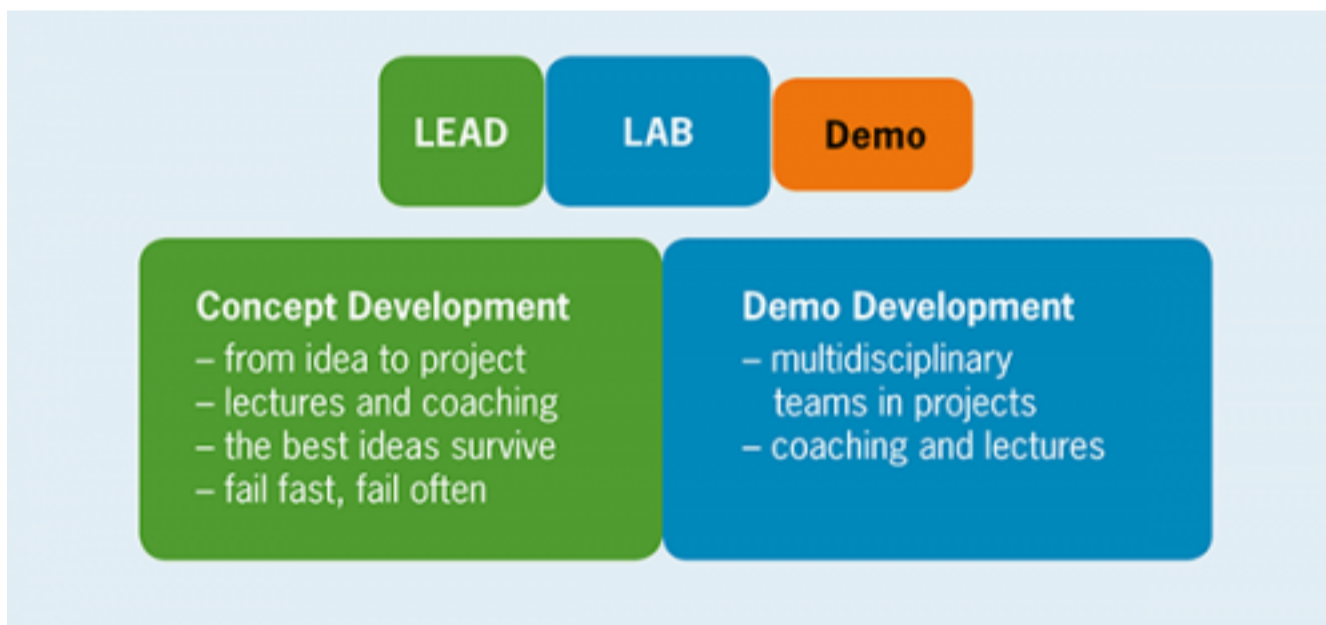 LEAD
LAB
Demo
Concept Development
– from idea to project
– lectures and coaching
– the best ideas survive
– fail fast, fail often
Demo Development
– multidisciplinary
teams in projects
– coaching and lectures